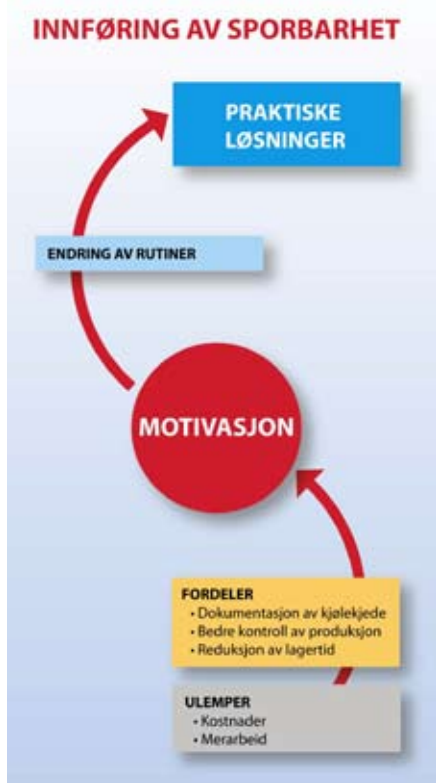 INNFØRING AV SPORBARHET
PRAKTISKE
LØSNINGER
ENDRING AV RUTINER
MOTIVASJON
FORDELER
• Dokumentasjon av kjølekjede
• Bedre kontroll av produksjon
• Reduksjon av lagertid
ULEMPER
• Kostnader
• Merarbeid